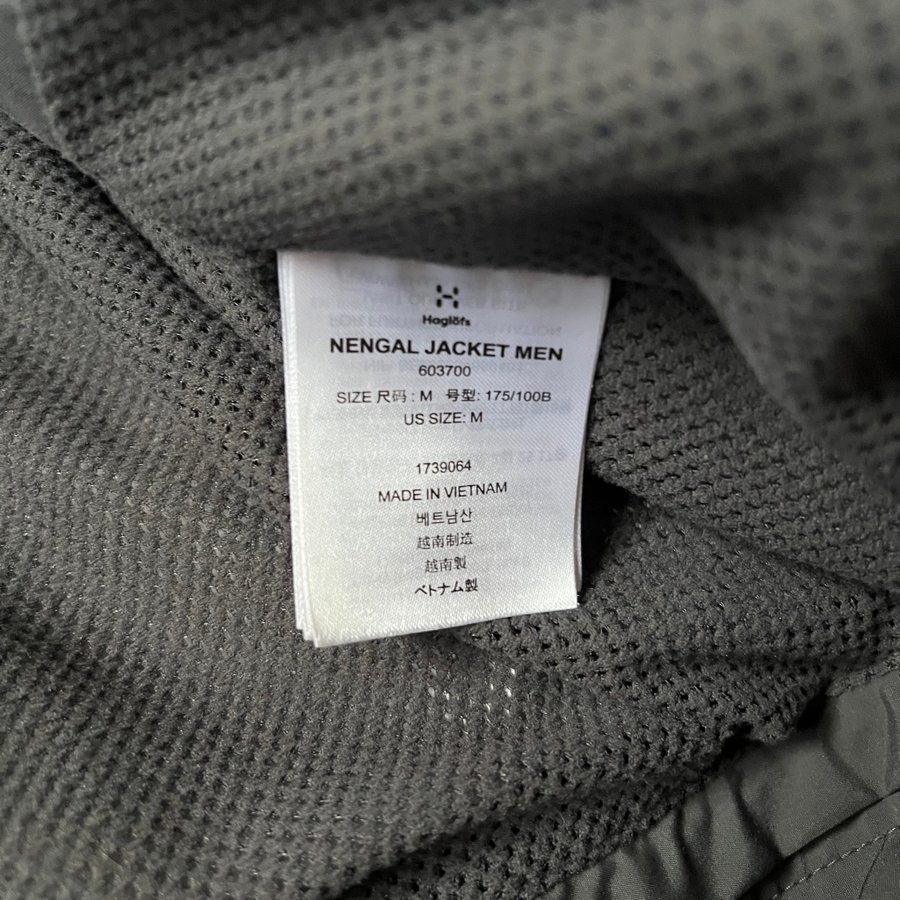 Haglöfs
NENGAL JACKET MEN
603700
SIZE 尺码 : M 号型: 175/100B
US SIZE: M
1739064
MADE IN VIETNAM
베트남산
越南制造
越南製
ベトナム製